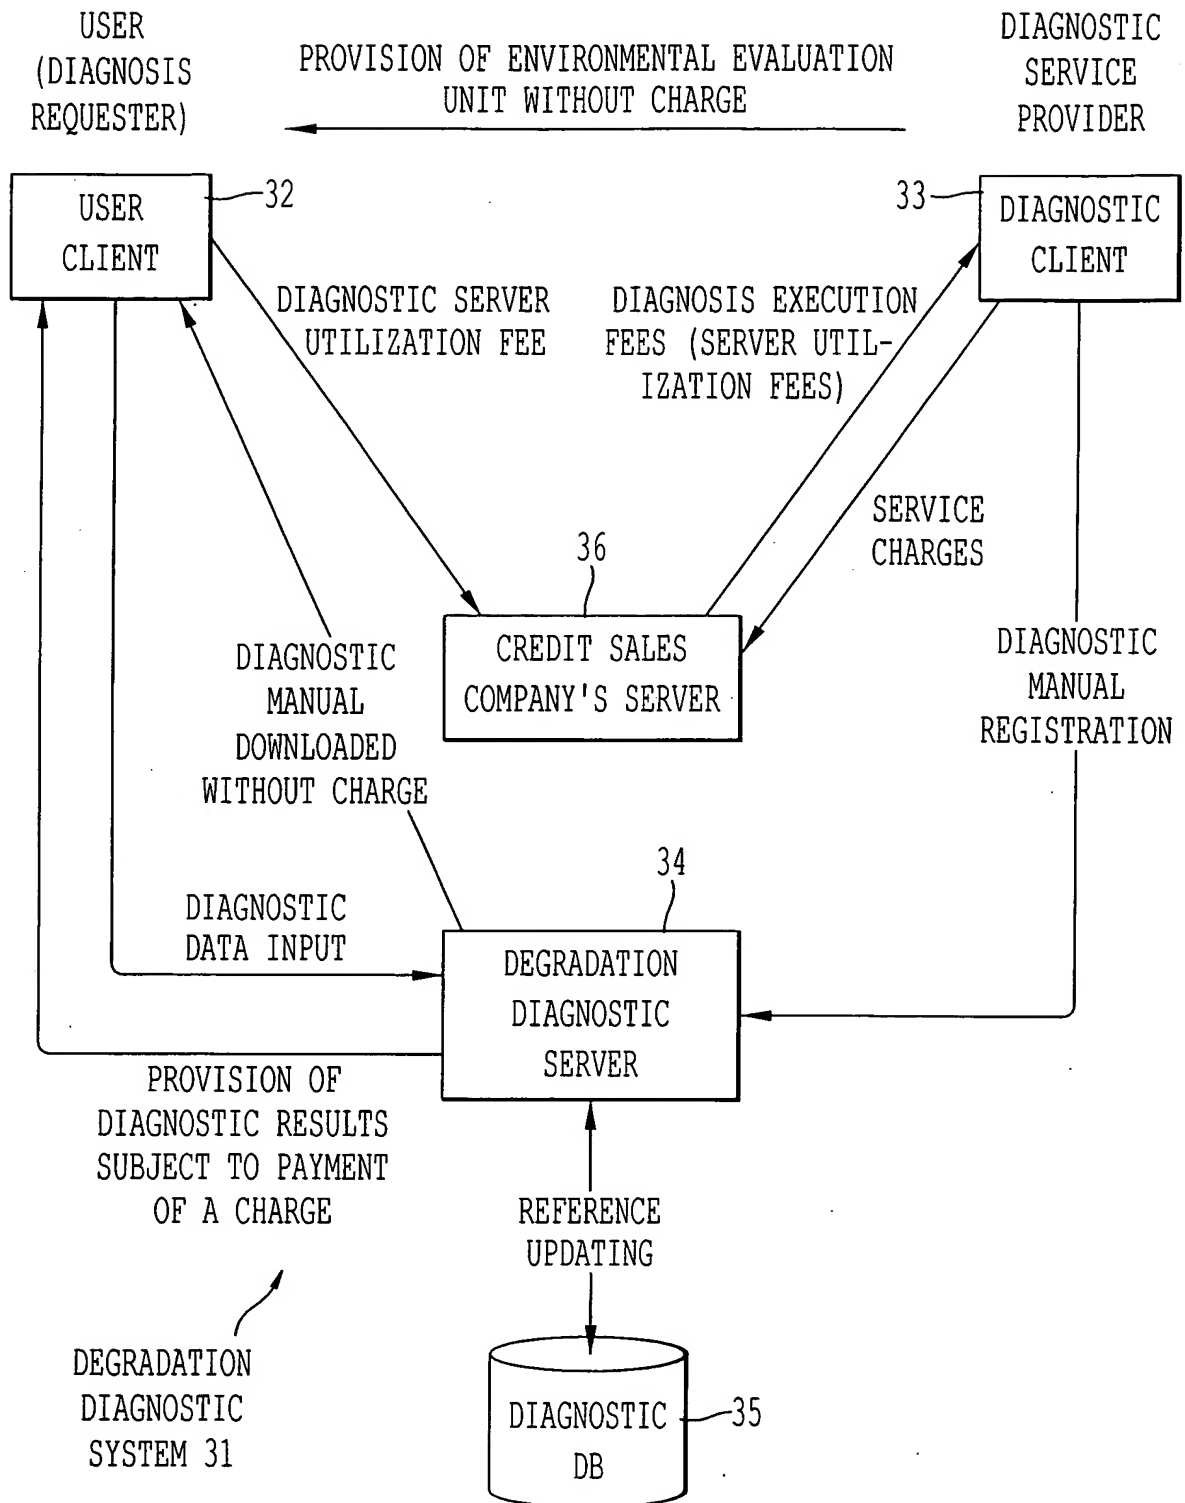 USER
(DIAGNOSIS
REQUESTER)
PROVISION OF ENVIRONMENTAL EVALUATION
UNIT WITHOUT CHARGE
DIAGNOSTIC
SERVICE
PROVIDER
USER
CLIENT
32
33
DIAGNOSTIC
CLIENT
DIAGNOSTIC SERVER
UTILIZATION FEE
DIAGNOSIS EXECUTION
FEES (SERVER UTIL-
IZATION FEES)
SERVICE
CHARGES
36
CREDIT SALES
COMPANY'S SERVER
DIAGNOSTIC
MANUAL
DOWNLOADED
WITHOUT CHARGE
DIAGNOSTIC
MANUAL
REGISTRATION
34
DIAGNOSTIC
DATA INPUT
DEGRADATION
DIAGNOSTIC
SERVER
PROVISION OF
DIAGNOSTIC RESULTS
SUBJECT TO PAYMENT
OF A CHARGE
REFERENCE
UPDATING
DEGRADATION
DIAGNOSTIC
SYSTEM 31
DIAGNOSTIC
DB
35